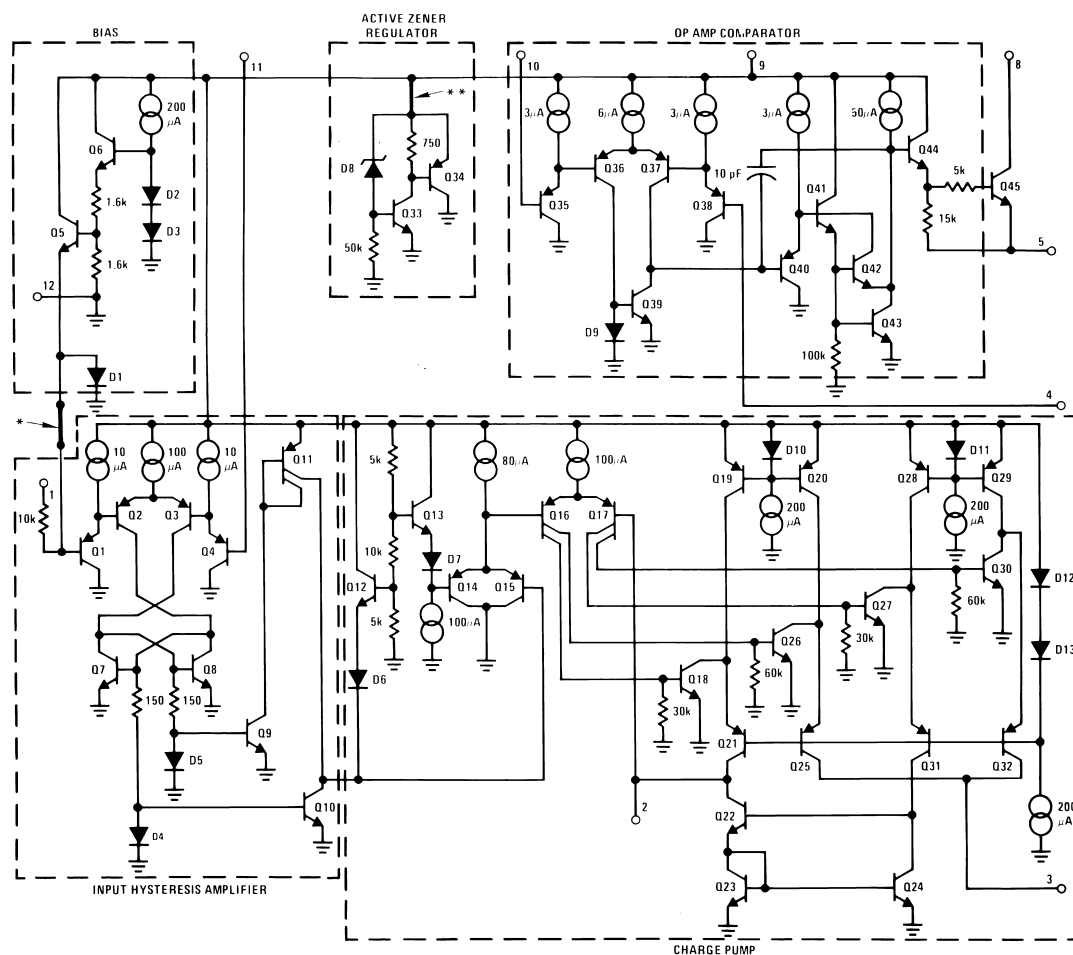 BIAS
ACTIVE ZENER
REGULATOR
OP AMP COMPARATOR
11
10
9
8
200
μA
Q6
D2
D3
1.6k
Q5
1.6k
12
D1
*
* *
750
D8
Q34
Q33
50k
3μA
6μA
3μA
3μA
50μA
Q44
Q36
Q37
10 pF
Q35
Q38
Q41
5k
Q45
15k
5
Q40
Q42
Q39
D9
Q43
100k
4
10
μA
100
μA
10
μA
Q11
1
10k
Q2
Q3
Q1
Q4
Q7
Q8
150
150
Q9
D5
Q10
D4
INPUT HYSTERESIS AMPLIFIER
5k
80μA
100μA
Q13
Q16
Q17
10k
D7
Q12
Q14
Q15
5k
100μA
D6
D10
Q19
Q20
200
μA
D11
Q28
Q29
200
μA
Q30
60k
D12
Q27
30k
Q26
60k
D13
Q18
30k
Q21
Q25
Q31
Q32
2
Q22
200
μA
Q23
Q24
3
CHARGE PUMP